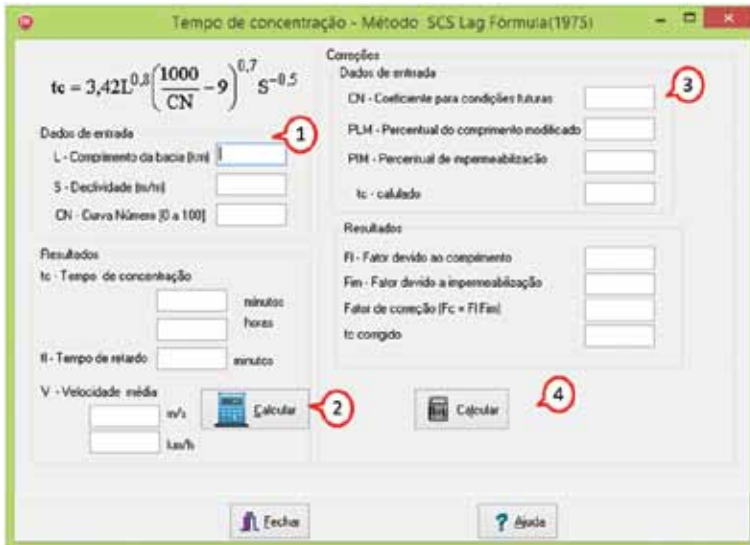 Tempo de concentração - Método SCS Lag Fórmula(1975)
tc = 3,42L^0,8 (1000/CN - 9)^0,7 S^-0,5
Dados de entrada
1
L - Comprimento da bacia [km]
S - Declividade (m/m)
CN - Curva Número [0 a 100]
Resultados
tc - Tempo de concentração
minutos
horas
tl - Tempo de retardo
minutos
V - Velocidade média
m/s
km/h
Calcular
2
Correções
Dados de entrada
3
CN - Coeficiente para condições futuras
PLM - Percentual do comprimento modificado
PIM - Percentual de impermeabilização
tc - calulado
Resultados
Fl - Fator devido ao comprimento
Fim - Fator devido a impermeabilização
Fator de correção (Fc = Fl Fim)
tc corrigido
Calcular
4
Fechar
? Ajuda